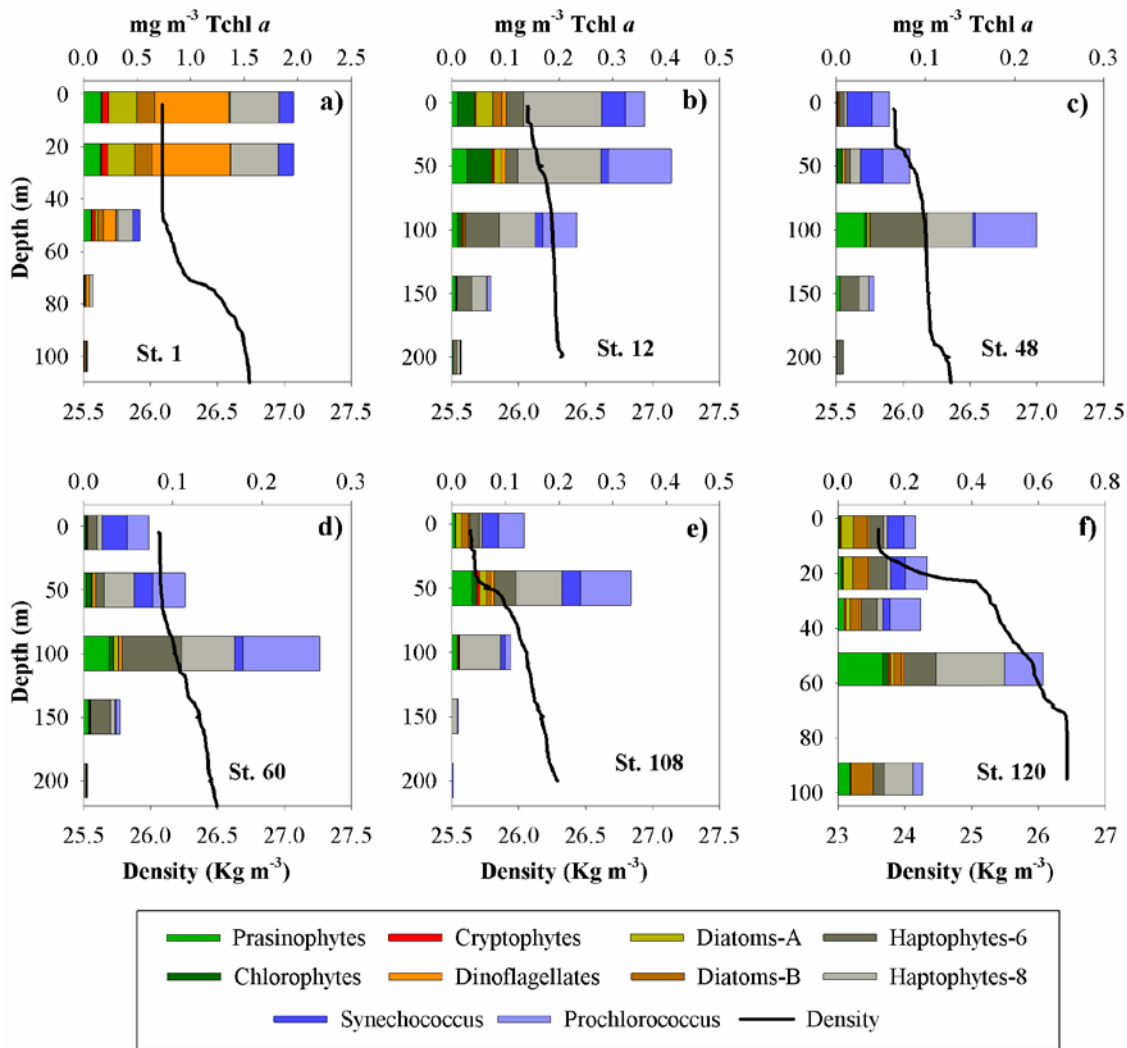 mg m-3 Tchl a mg m-3 Tchl a mg m-3 Tchl a
0.0 0.5 1.0 1.5 2.0 2.5 0.0 0.1 0.2 0.3 0.4 0.5 0.0 0.1 0.2 0.3
a) b) c)
Depth (m)
0 20 40 60 80 100
0 50 100 150 200
0 50 100 150 200
St. 1 St. 12 St. 48
25.5 26.0 26.5 27.0 27.5 25.5 26.0 26.5 27.0 27.5 25.5 26.0 26.5 27.0 27.5
0.0 0.1 0.2 0.3 0.0 0.1 0.2 0.3 0.4 0.5 0.0 0.2 0.4 0.6 0.8
d) e) f)
Depth (m)
0 50 100 150 200
0 50 100 150 200
0 20 40 60 80 100
St. 60 St. 108 St. 120
25.5 26.0 26.5 27.0 27.5 25.5 26.0 26.5 27.0 27.5 23 24 25 26 27
Density (Kg m-3) Density (Kg m-3) Density (Kg m-3)
Prasinophytes Cryptophytes Diatoms-A Haptophytes-6
Chlorophytes Dinoflagellates Diatoms-B Haptophytes-8
Synechococcus Prochlorococcus Density